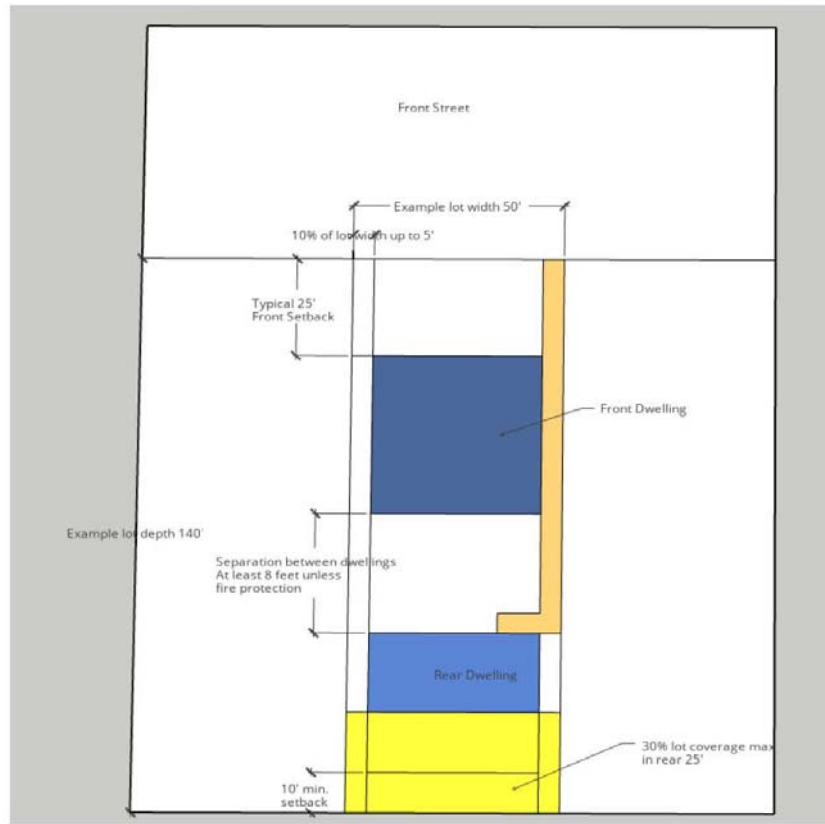 Front Street
Example lot width 50'
10% of lot width up to 5'
Typical 25'
Front Setback
Front Dwelling
Example lot depth 140'
Separation between dwellings
At least 8 feet unless
fire protection
Rear Dwelling
30% lot coverage max
in rear 25'
10' min.
setback